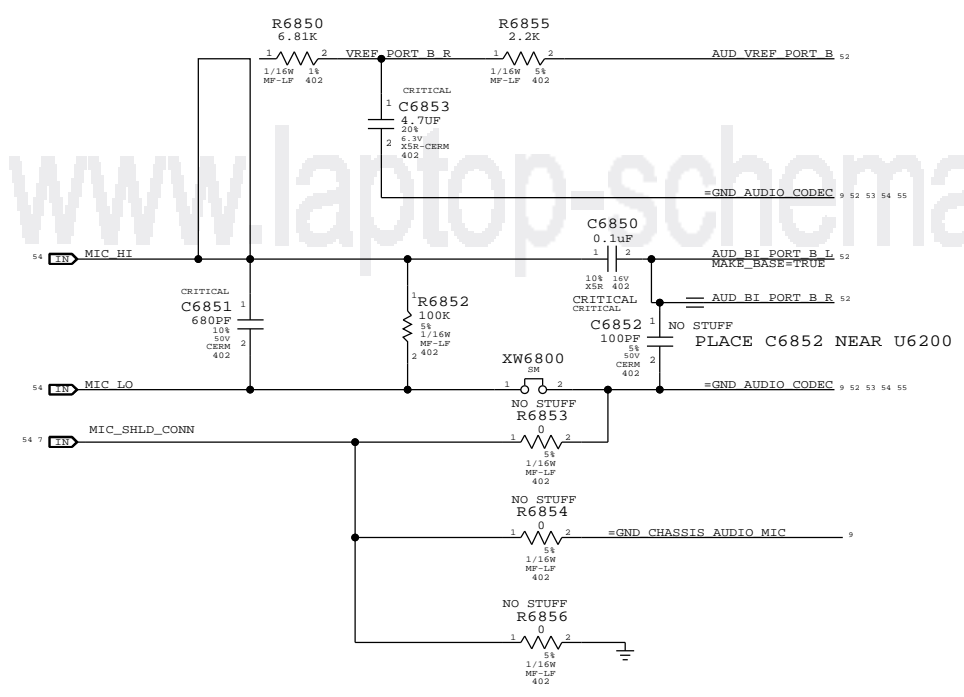 R6850
6.81K
1 2
1/16W 1%
MF-LF 402
VREF_PORT_B_R
R6855
2.2K
1 2
1/16W 5%
MF-LF 402
AUD_VREF_PORT_B 52
CRITICAL
1
C6853
4.7UF
20%
6.3V
2
X5R-CERM
402
www.laptop-schema
=GND_AUDIO_CODEC 9 52 53 54 55
C6850
0.1uF
1 2
10% 16V
X5R 402
CRITICAL
54 IN MIC_HI
AUD_BI_PORT_B_L 52
MAKE_BASE=TRUE
AUD_BI_PORT_B_R 52
CRITICAL
C6851 1
680PF
10%
50V
CERM
402
2
1
R6852
100K
5%
1/16W
MF-LF
402
2
CRITICAL
C6852 1
100PF
5%
50V
CERM
402
2
NO STUFF
PLACE C6852 NEAR U6200
XW6800
SM
1 2
54 IN MIC_LO
=GND_AUDIO_CODEC 9 52 53 54 55
NO STUFF
R6853
0
1 2
5%
1/16W
MF-LF
402
54 7 IN MIC_SHLD_CONN
NO STUFF
R6854
0
1 2
5%
1/16W
MF-LF
402
=GND_CHASSIS_AUDIO_MIC 9
NO STUFF
R6856
0
1 2
5%
1/16W
MF-LF
402